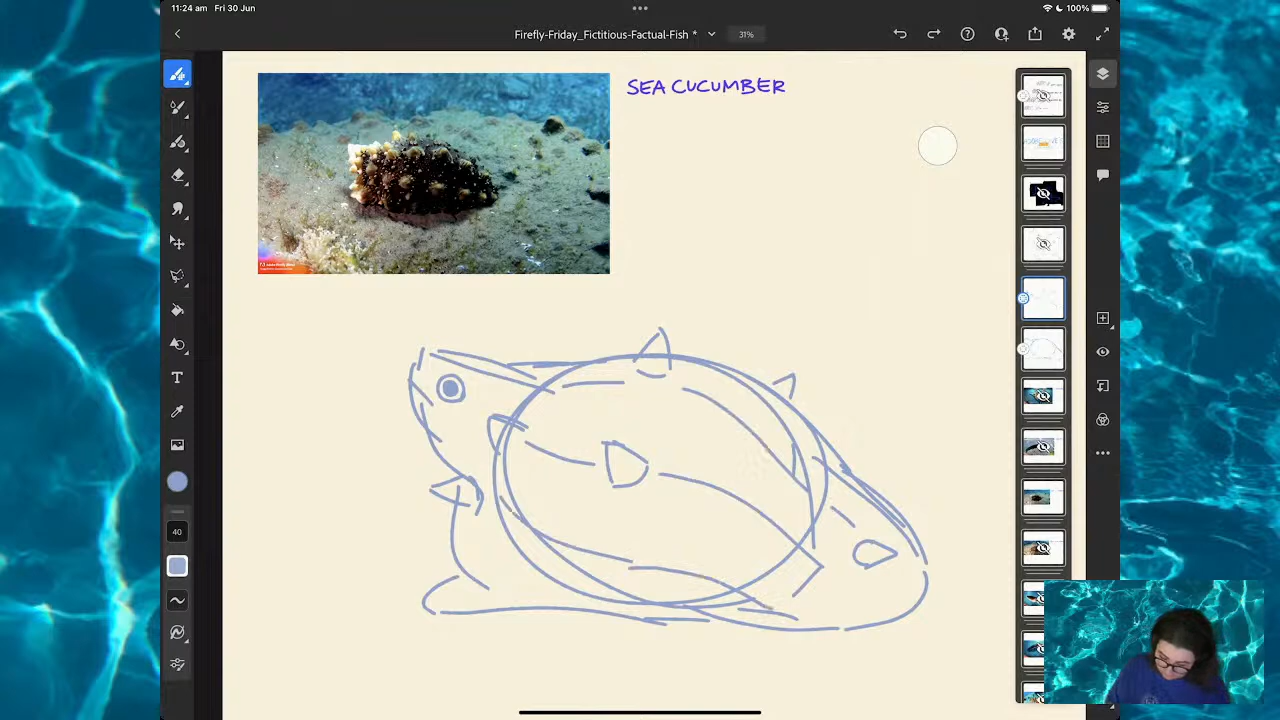 11:24 am Fri 30 Jun
100%
Firefly-Friday_Fictitious-Factual-Fish *
31%
SEA CUCUMBER
T
40